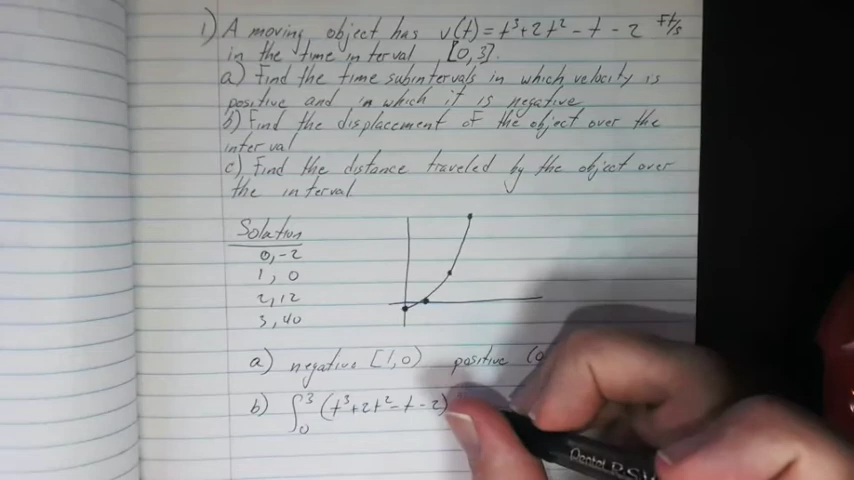 1) A moving object has v(t) = t³+2t² - t - 2 Ft/s
in the time interval [0,3].
a) Find the time subintervals in which velocity is
positive and in which it is negative
b) Find the displacement of the object over the
interval
c) Find the distance traveled by the object over
the interval
Solution
0,-2
1, 0
2,12
3,40
a) negative [1,0) positive (0
b) ∫₀³ (t³+2t²-t-2)
Pentel